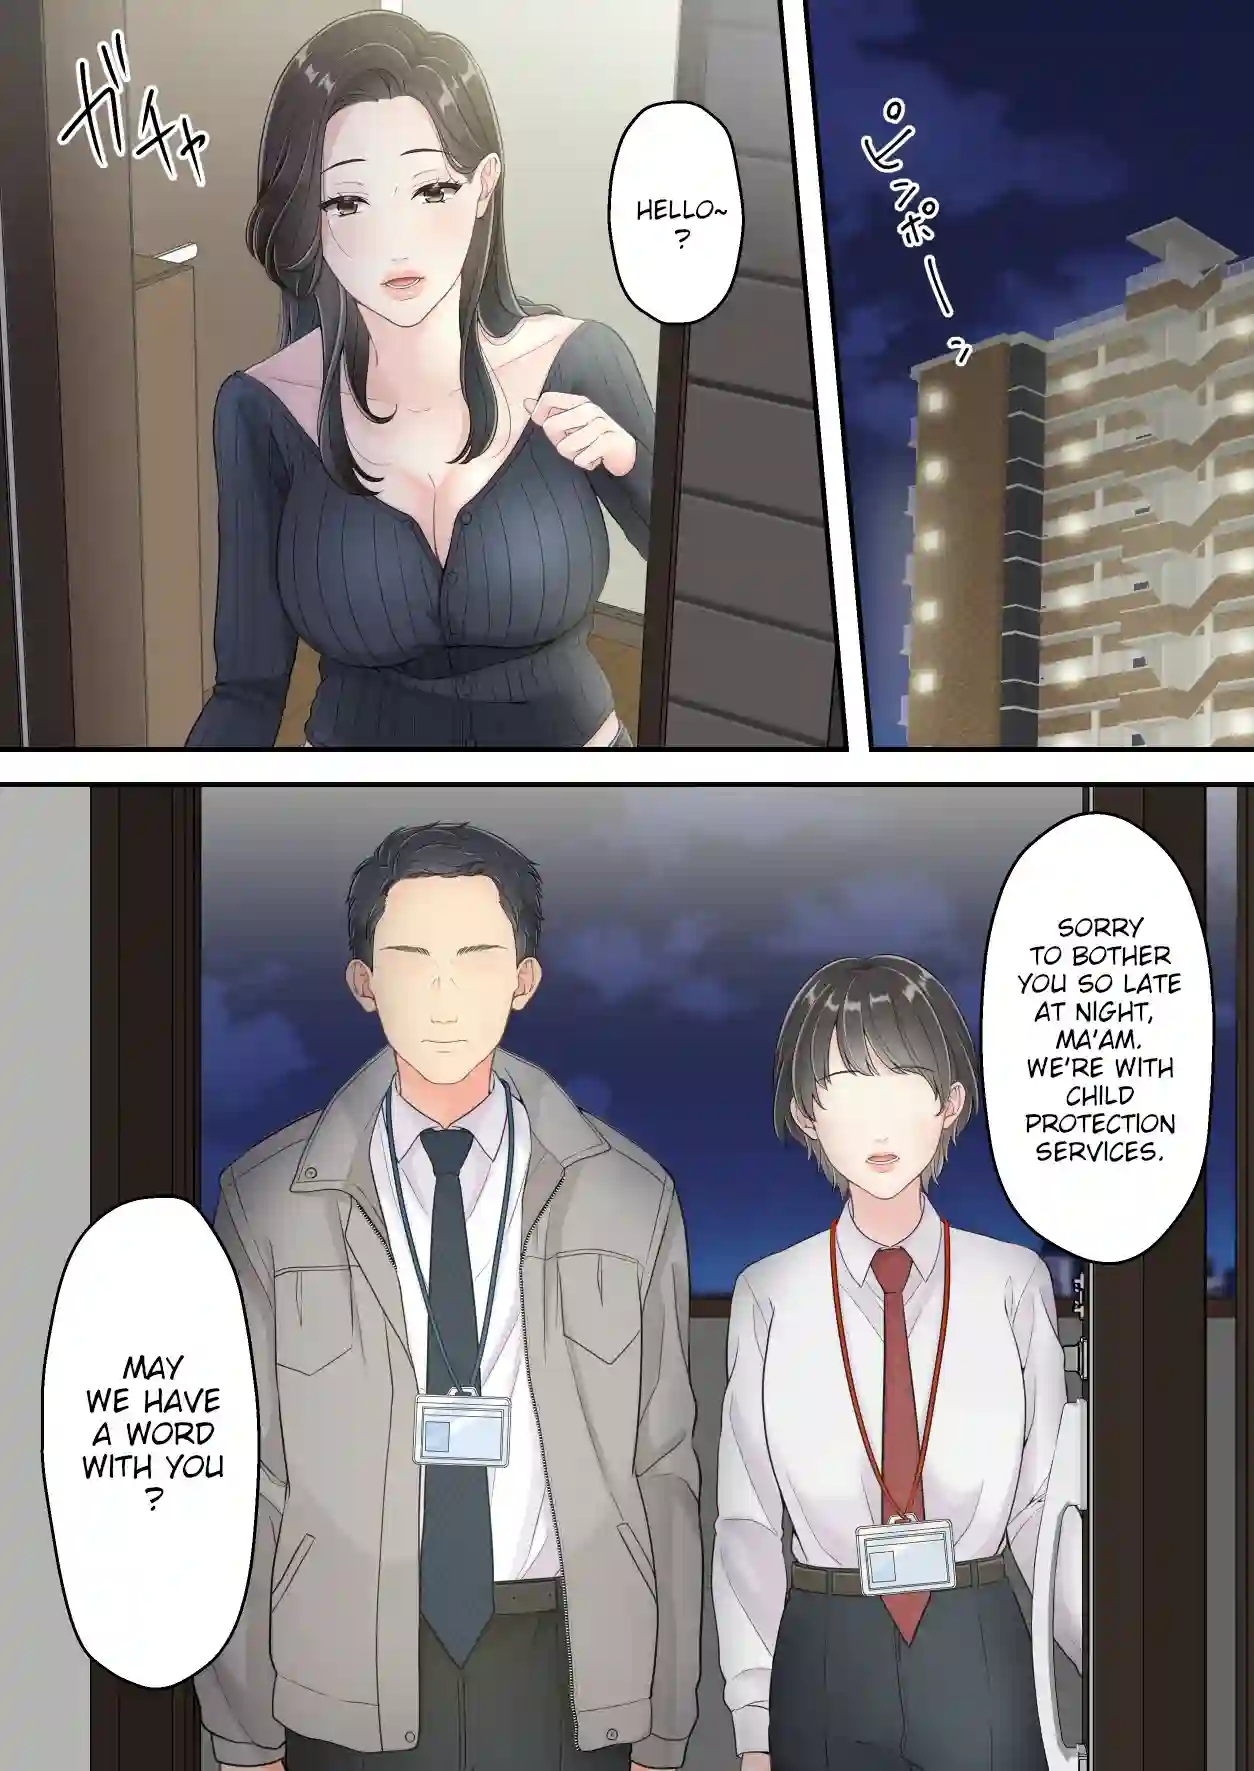 ピンポーン
ガチャ
HELLO~
?
SORRY
TO BOTHER
YOU SO LATE
AT NIGHT,
MA'AM.
WE'RE WITH
CHILD
PROTECTION
SERVICES.
MAY
WE HAVE
A WORD
WITH YOU
?